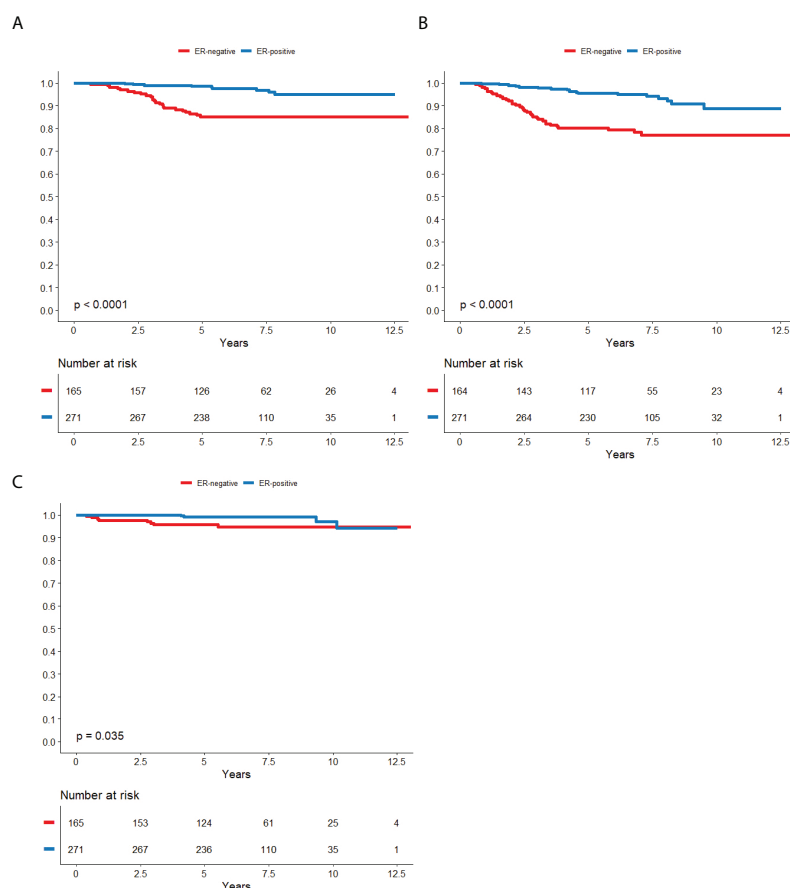 A
ER-negative ER-positive
1.0
0.9
0.8
0.7
0.6
0.5
0.4
0.3
0.2
0.1
0.0
p < 0.0001
0 2.5 5 7.5 10 12.5
Years
Number at risk
165 157 126 62 26 4
271 267 238 110 35 1
0 2.5 5 7.5 10 12.5
Years
B
ER-negative ER-positive
1.0
0.9
0.8
0.7
0.6
0.5
0.4
0.3
0.2
0.1
0.0
p < 0.0001
0 2.5 5 7.5 10 12.5
Years
Number at risk
164 143 117 55 23 4
271 264 230 105 32 1
0 2.5 5 7.5 10 12.5
Years
C
ER-negative ER-positive
1.0
0.9
0.8
0.7
0.6
0.5
0.4
0.3
0.2
0.1
0.0
p = 0.035
0 2.5 5 7.5 10 12.5
Years
Number at risk
165 153 124 61 25 4
271 267 236 110 35 1
0 2.5 5 7.5 10 12.5
Years